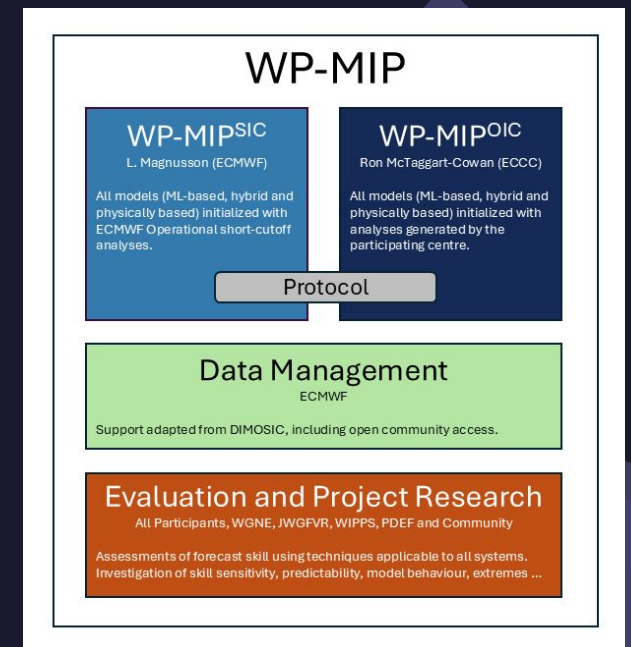 WP-MIP
WP-MIPSIC
L. Magnusson (ECMWF)
All models (ML-based, hybrid and
physically based) initialized with
ECMWF Operational short-cutoff
analyses.
WP-MIPOIC
Ron McTaggart-Cowan (ECCC)
All models (ML-based, hybrid and
physically based) initialized with
analyses generated by the
participating centre.
Protocol
Data Management
ECMWF
Support adapted from DIMOSIC, including open community access.
Evaluation and Project Research
All Participants, WGNE, JWGFVR, WIPPS, PDEF and Community
Assessments of forecast skill using techniques applicable to all systems.
Investigation of skill sensitivity, predictability, model behaviour, extremes ...